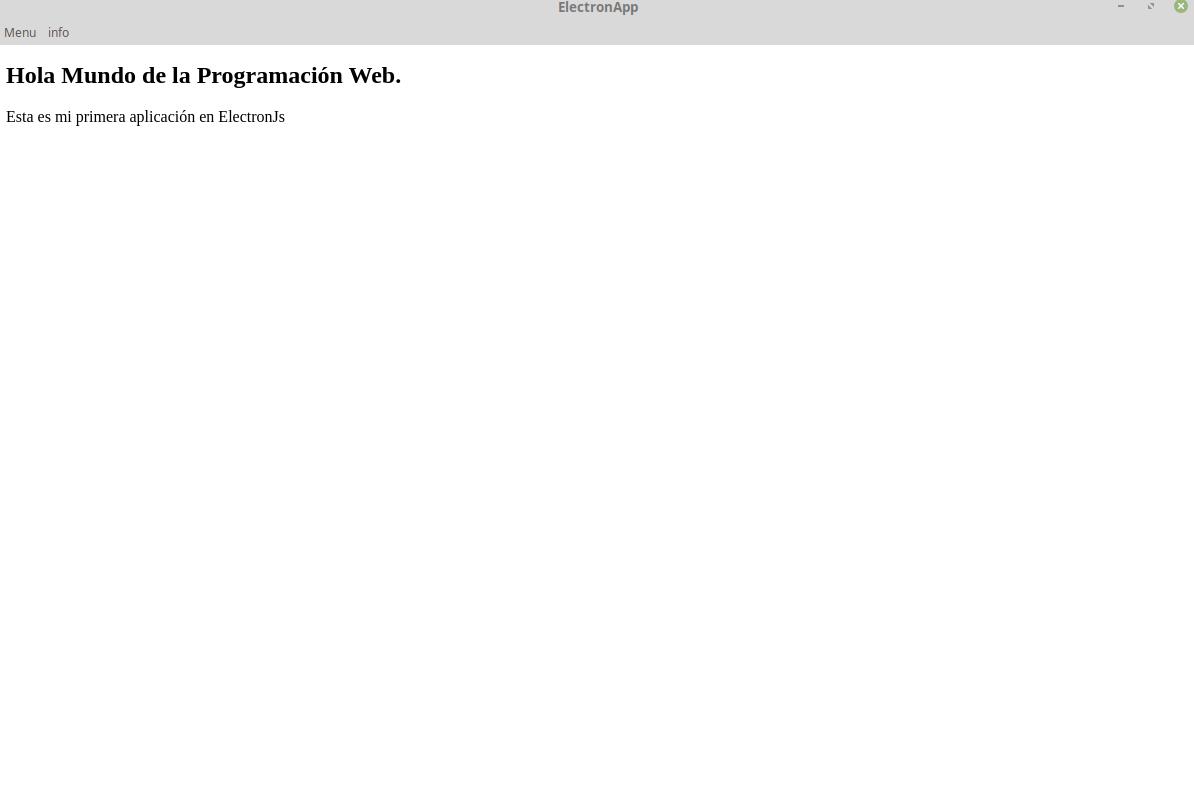 ElectronApp
Menu info
Hola Mundo de la Programación Web.
Esta es mi primera aplicación en ElectronJs